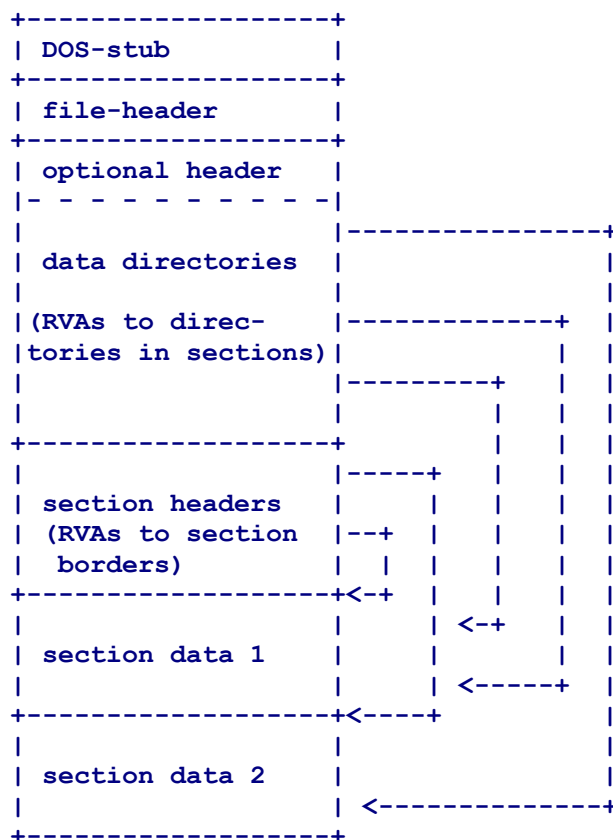 DOS-stub
file-header
optional header
data directories
(RVAs to direc-
tories in sections)
section headers
(RVAs to section
borders)
section data 1
section data 2